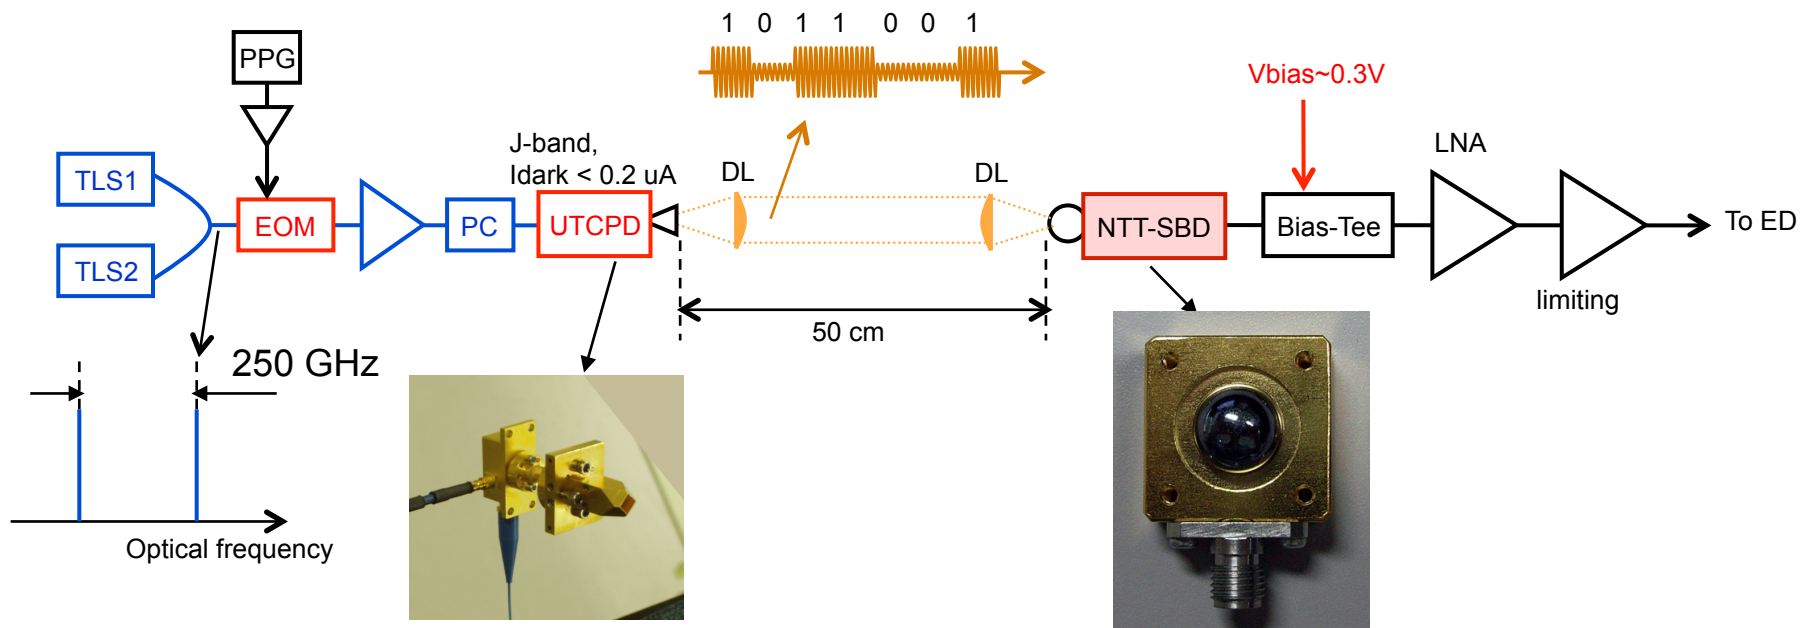 1 0 1 1 0 0 1
PPG
Vbias~0.3V
J-band,
Idark < 0.2 uA
DL
DL
LNA
TLS1
EOM
PC
UTCPD
NTT-SBD
Bias-Tee
To ED
TLS2
limiting
50 cm
250 GHz
Optical frequency